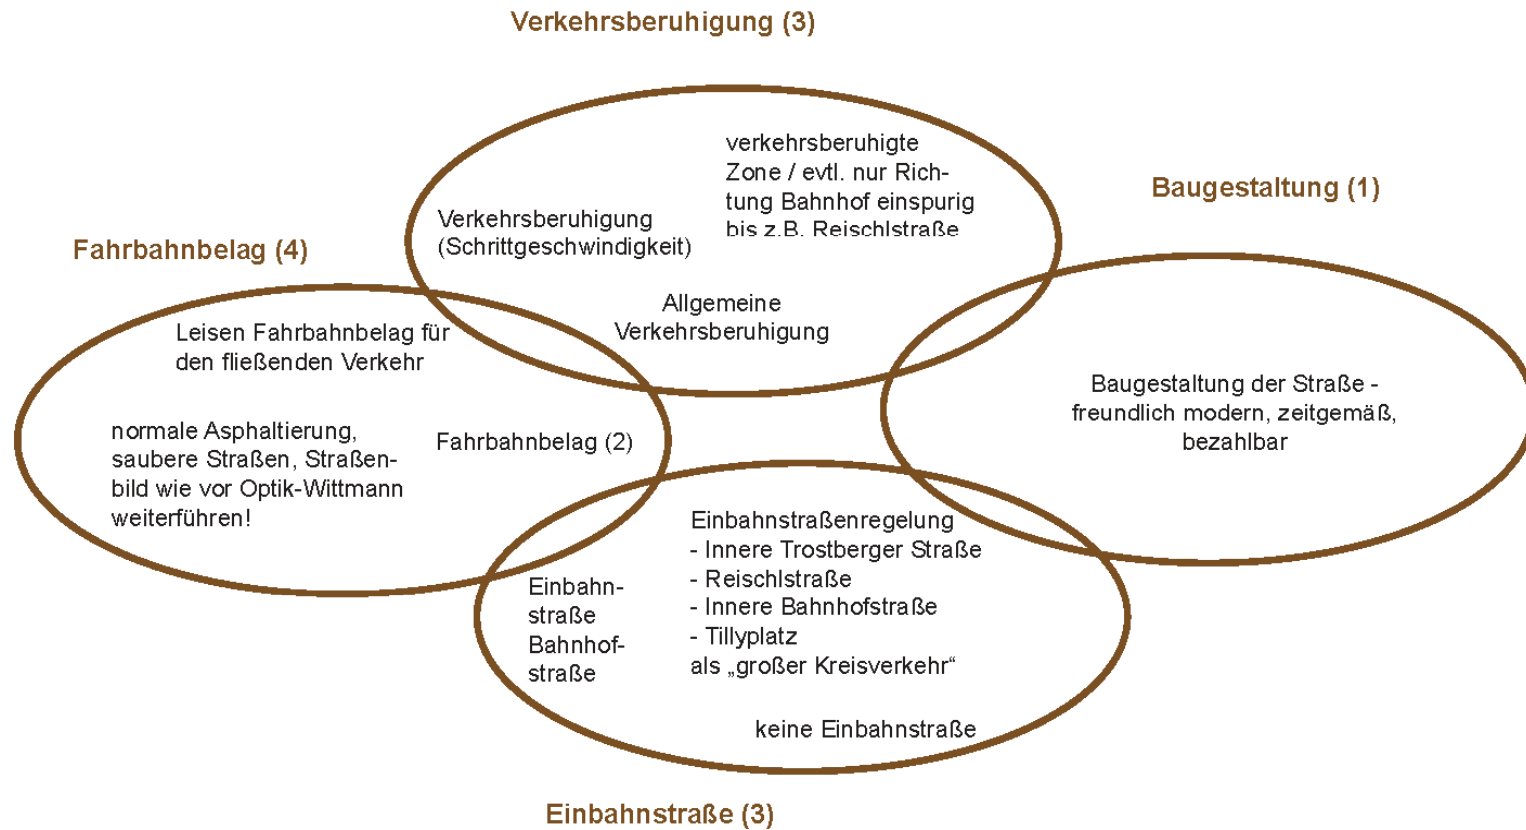 Verkehrsberuhigung (3)
verkehrsberuhigte
Zone / evtl. nur Rich-
tung Bahnhof einspurig
bis z.B. Reischlstraße
Verkehrsberuhigung
(Schrittgeschwindigkeit)
Allgemeine
Verkehrsberuhigung
Baugestaltung (1)
Baugestaltung der Straße -
freundlich modern, zeitgemäß,
bezahlbar
Fahrbahnbelag (4)
Leisen Fahrbahnbelag für
den fließenden Verkehr
normale Asphaltierung,
saubere Straßen, Straßen-
bild wie vor Optik-Wittmann
weiterführen!
Fahrbahnbelag (2)
Einbahnstraßenregelung
- Innere Trostberger Straße
- Reischlstraße
- Innere Bahnhofstraße
- Tillyplatz
als „großer Kreisverkehr“
Einbahn-
straße
Bahnhof-
straße
keine Einbahnstraße
Einbahnstraße (3)